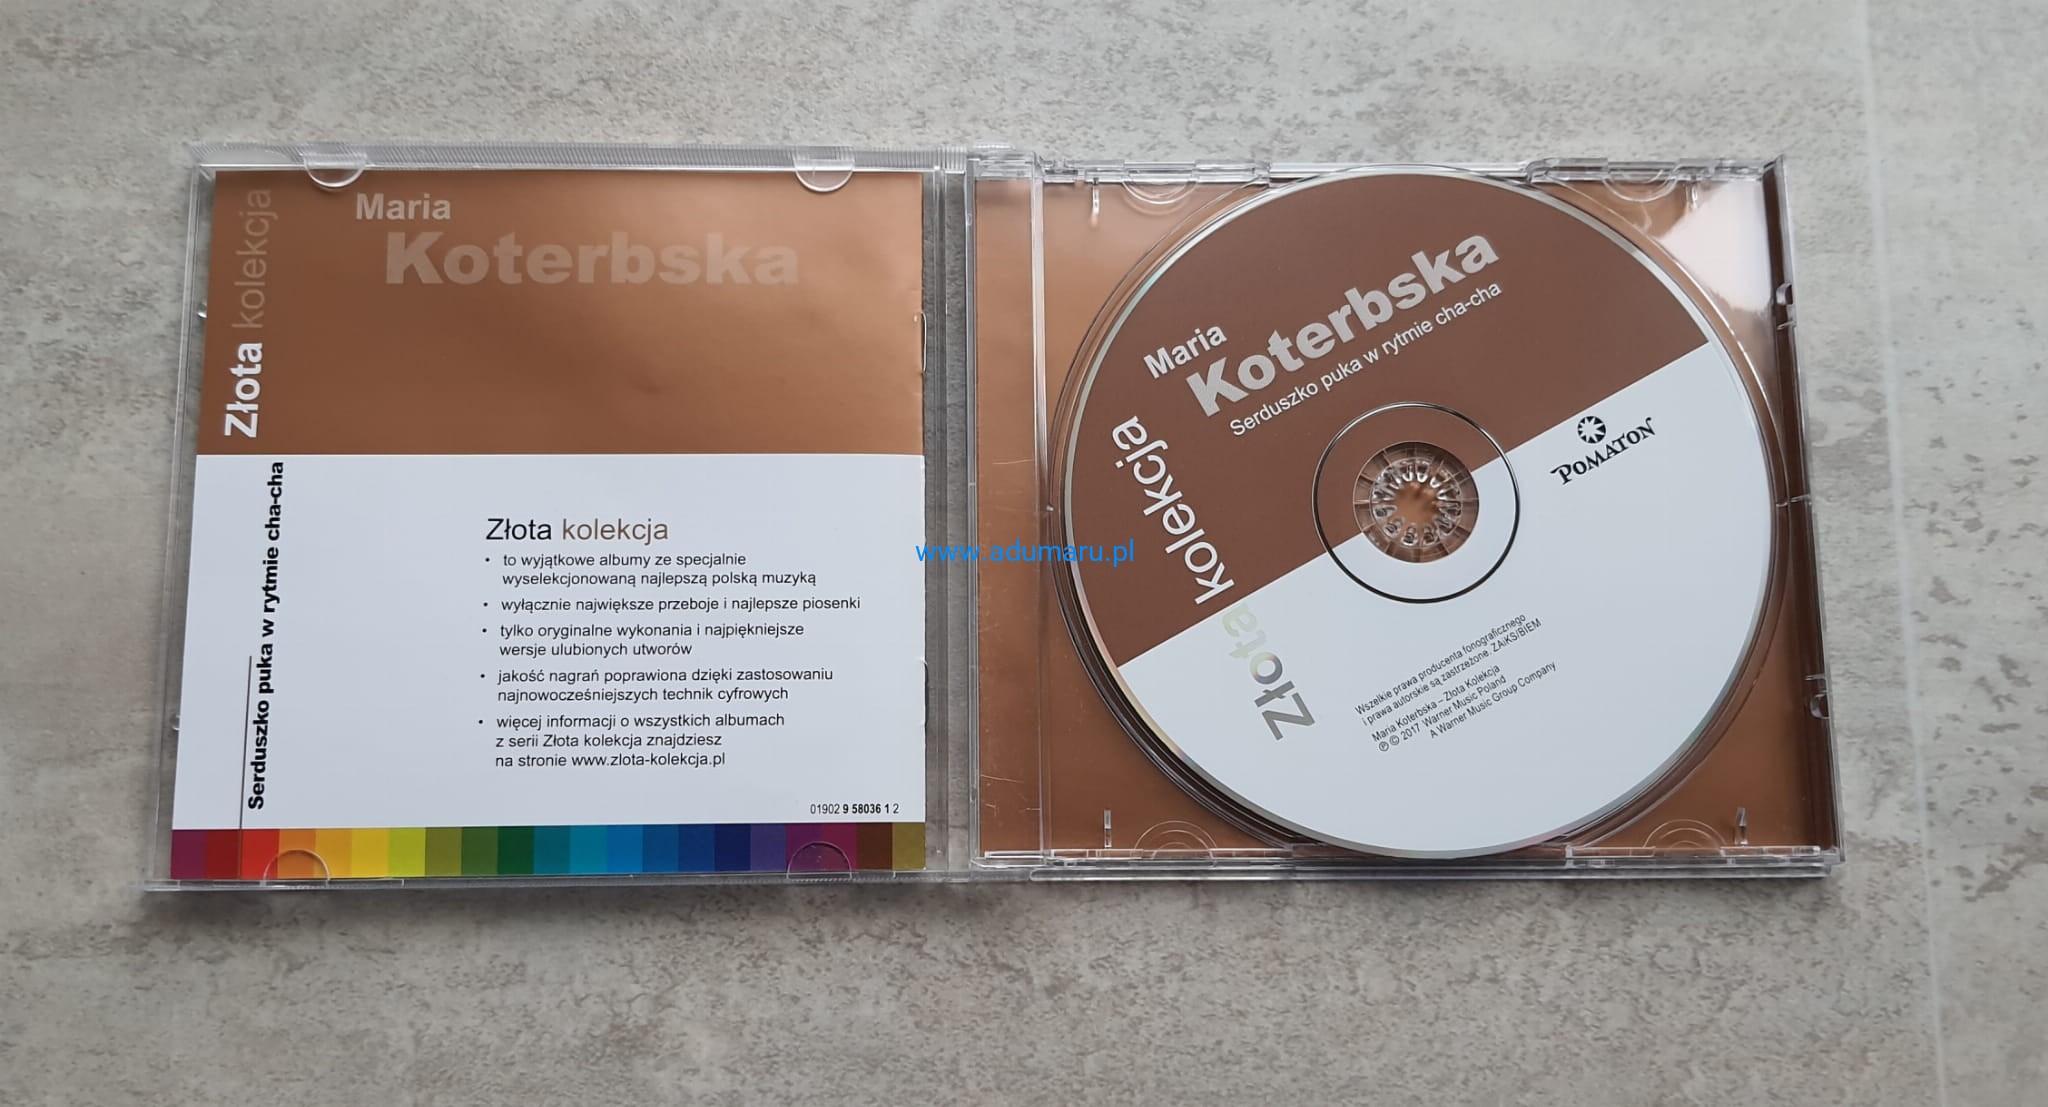 Złota kolekcja
Maria
Koterbska
Serduszko puka w rytmie cha-cha
Złota kolekcja
• to wyjątkowe albumy ze specjalnie
wyselekcjonowaną najlepszą polską muzyką
• wyłącznie największe przeboje i najlepsze piosenki
• tylko oryginalne wykonania i najpiękniejsze
wersje ulubionych utworów
• jakość nagrań poprawiona dzięki zastosowaniu
najnowocześniejszych technik cyfrowych
• więcej informacji o wszystkich albumach
z serii Złota kolekcja znajdziesz
na stronie www.zlota-kolekcja.pl
01902 9 58036 1 2
www.adumaru.pl
Maria
Koterbska
Serduszko puka w rytmie cha-cha
Złota kolekcja
POMATON
Wszelkie prawa producenta fonograficznego
i prawa autorskie są zastrzeżone. ZAiKS/BIEM
Maria Koterbska – Złota Kolekcja
℗ © 2017 Warner Music Poland
A Warner Music Group Company